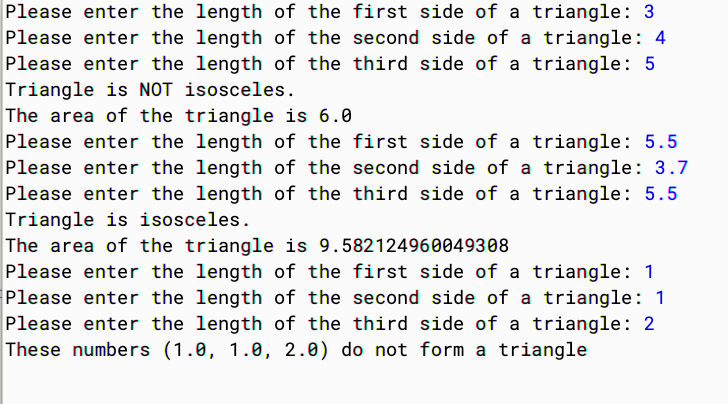 Please enter the length of the first side of a triangle: 3
Please enter the length of the second side of a triangle: 4
Please enter the length of the third side of a triangle: 5
Triangle is NOT isosceles.
The area of the triangle is 6.0
Please enter the length of the first side of a triangle: 5.5
Please enter the length of the second side of a triangle: 3.7
Please enter the length of the third side of a triangle: 5.5
Triangle is isosceles.
The area of the triangle is 9.582124960049308
Please enter the length of the first side of a triangle: 1
Please enter the length of the second side of a triangle: 1
Please enter the length of the third side of a triangle: 2
These numbers (1.0, 1.0, 2.0) do not form a triangle